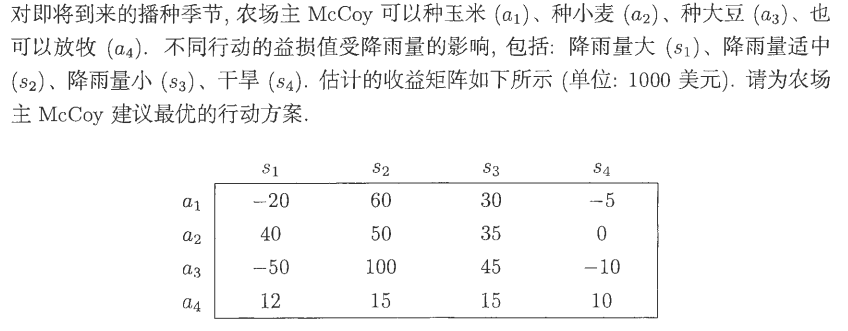 对即将到来的播种季节, 农场主 McCoy 可以种玉米 (a₁)、种小麦 (a₂)、种大豆 (a₃)、也
可以放牧 (a₄). 不同行动的益损值受降雨量的影响, 包括: 降雨量大 (s₁)、降雨量适中
(s₂)、降雨量小 (s₃)、干旱 (s₄). 估计的收益矩阵如下所示 (单位: 1000 美元). 请为农场
主 McCoy 建议最优的行动方案.
s₁ s₂ s₃ s₄
a₁ −20 60 30 −5
a₂ 40 50 35 0
a₃ −50 100 45 −10
a₄ 12 15 15 10